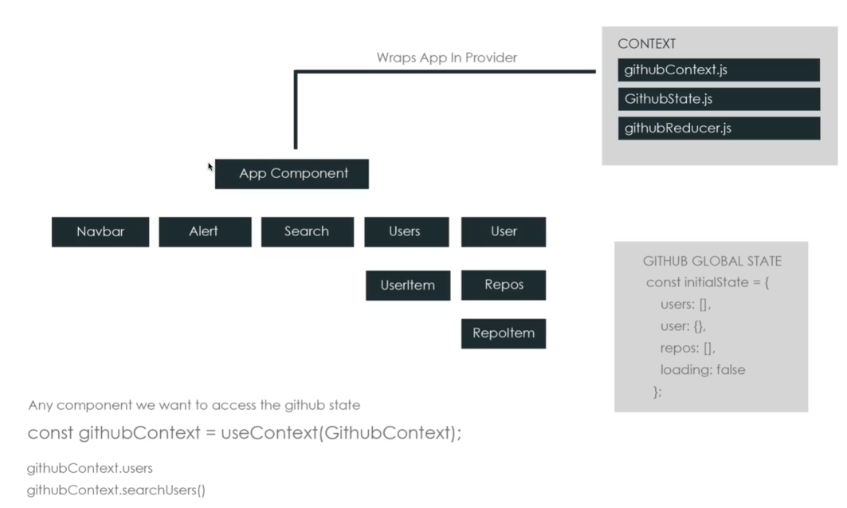 CONTEXT
Wraps App In Provider
githubContext.js
GithubState.js
githubReducer.js
App Component
Navbar
Alert
Search
Users
User
UserItem
Repos
RepoItem
GITHUB GLOBAL STATE
const initialState = {
users: [],
user: {},
repos: [],
loading: false
};
Any component we want to access the github state
const githubContext = useContext(GithubContext);
githubContext.users
githubContext.searchUsers()